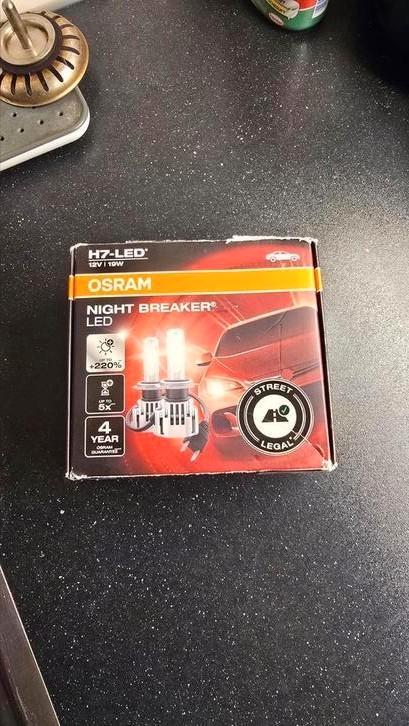 H7-LED*
12V | 19W
OSRAM
NIGHT BREAKER®
LED
UP TO
+220%
UP TO
5x
4
YEAR
OSRAM
GUARANTEE
STREET
LEGAL*